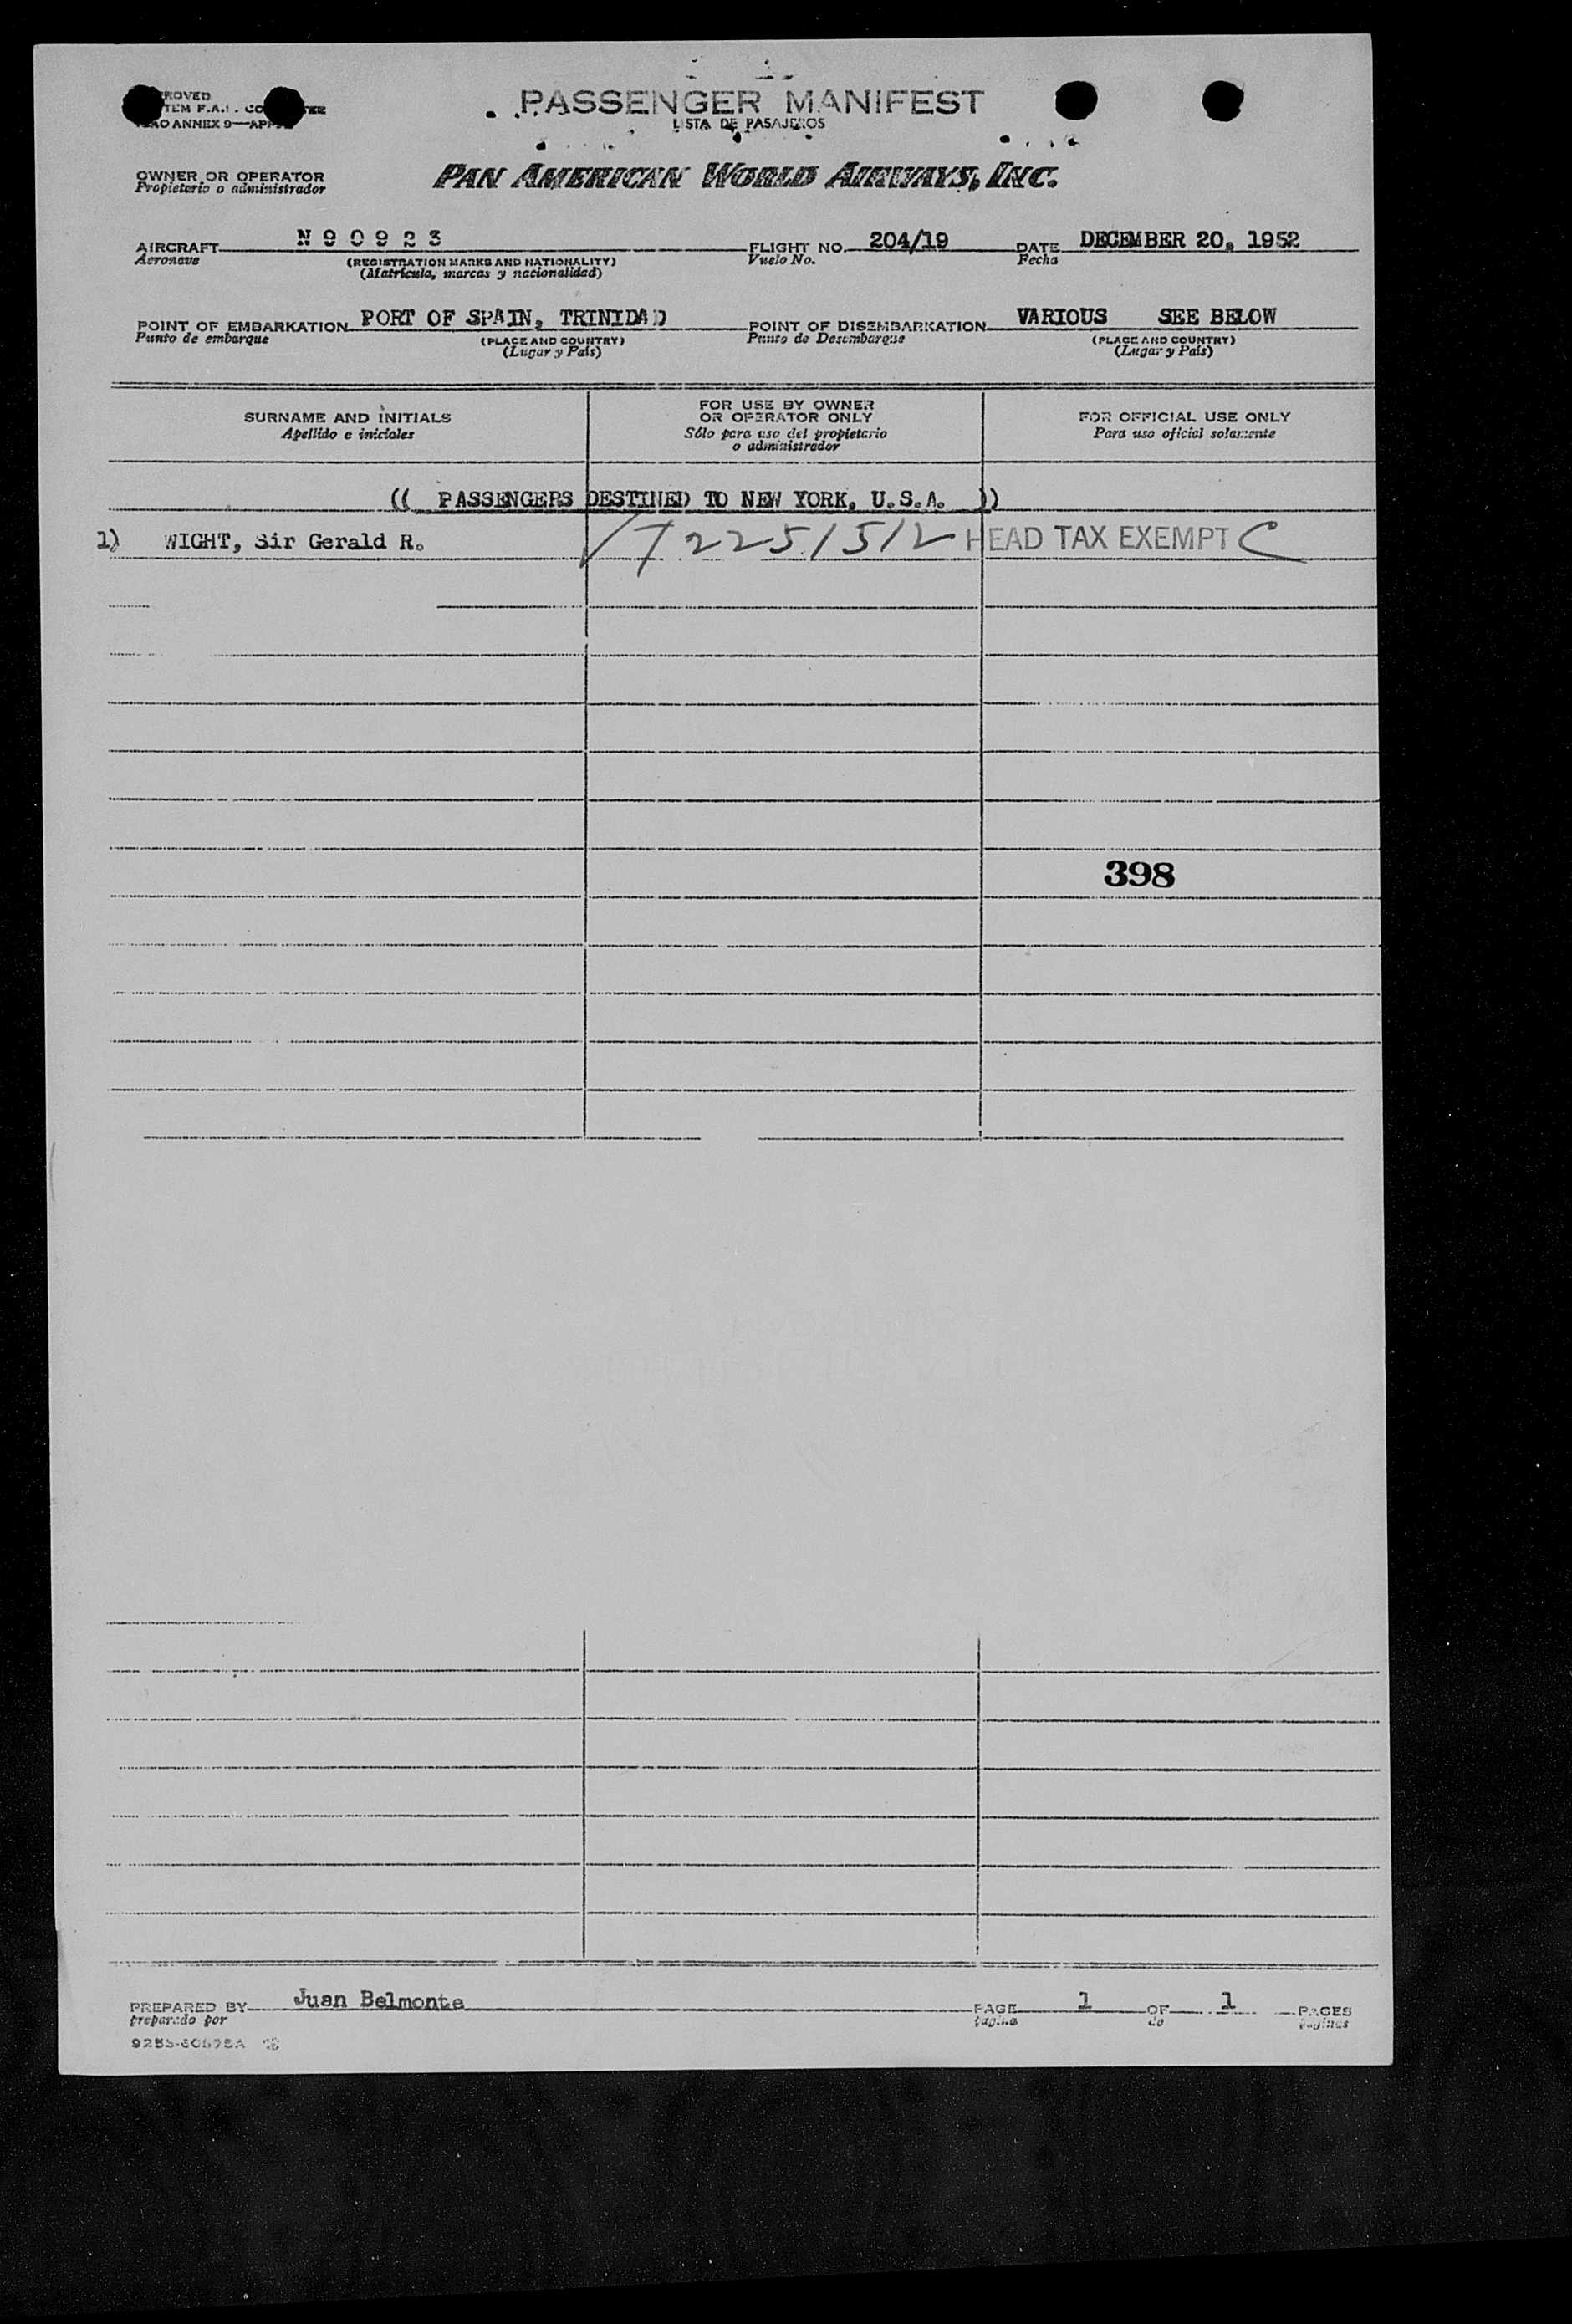 PASSENGER MANIFEST
LISTA DE PASAJEROS
ANNEX 9—
OWNER OR OPERATOR
Propietario o administrador
PAN AMERICAN WORLD AIRWAYS, INC.
AIRCRAFT N 9 0 9 2 3 FLIGHT NO. 204/19 DATE DECEMBER 20, 1952
Aeronave (REGISTRATION MARKS AND NATIONALITY) Vuelo No. Fecha
(Matrícula, marcas y nacionalidad)
POINT OF EMBARKATION PORT OF SPAIN, TRINIDAD POINT OF DISEMBARKATION VARIOUS SEE BELOW
Punto de embarque (PLACE AND COUNTRY) Punto de Desembarque (PLACE AND COUNTRY)
(Lugar y País) (Lugar y País)
SURNAME AND INITIALS
Apellido e iniciales
FOR USE BY OWNER
OR OPERATOR ONLY
Sólo para uso del propietario
o administrador
FOR OFFICIAL USE ONLY
Para uso oficial solamente
(( PASSENGERS DESTINED TO NEW YORK, U.S.A. ))
1) WIGHT, Sir Gerald R. 2251512 HEAD TAX EXEMPT C
398
PREPARED BY Juan Belmonte PAGE 1 OF 1 PAGES
preparado por página de páginas